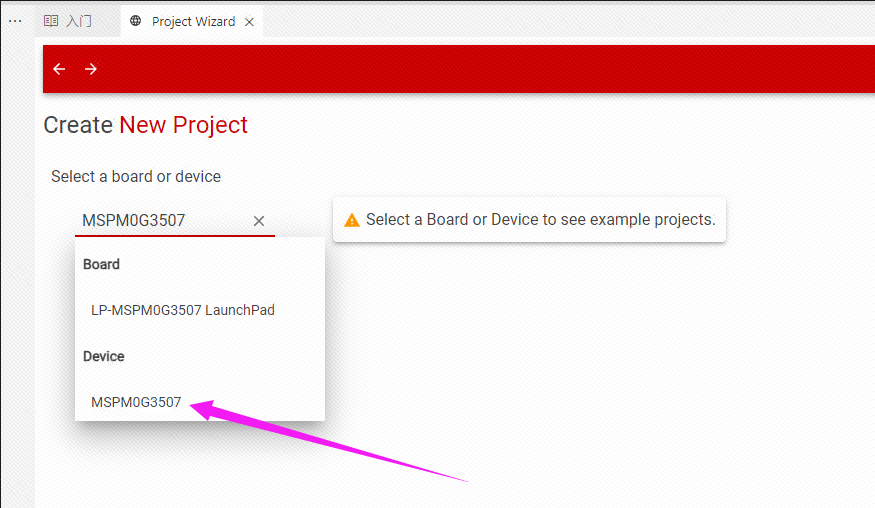 入门
Project Wizard
Create New Project
Select a board or device
MSPM0G3507
Select a Board or Device to see example projects.
Board
LP-MSPM0G3507 LaunchPad
Device
MSPM0G3507